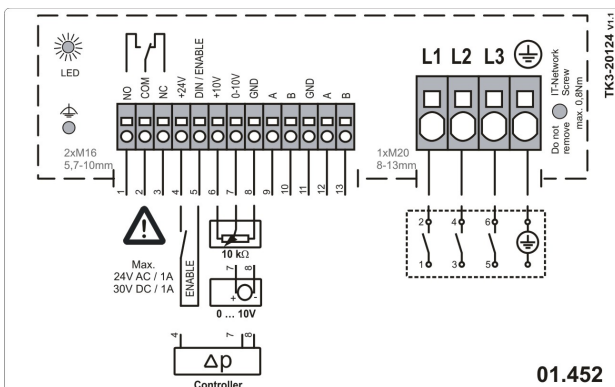 LED
NO
COM
NC
+24V
DIN / ENABLE
+10V
0-10V
GND
A
B
GND
A
B
L1 L2 L3
Do not remove
IT-Network Screw
max. 0,8Nm
TK3-20124 V1.1
2xM16
5,7-10mm
1xM20
8-13mm
1 2 3 4 5 6 7 8 9 10 11 12 13
Max.
24V AC / 1A
30V DC / 1A
ENABLE
10 kΩ
7 8
+ -
0 ... 10V
4 7 8
Δp
Controller
2 4 6
1 3 5
01.452